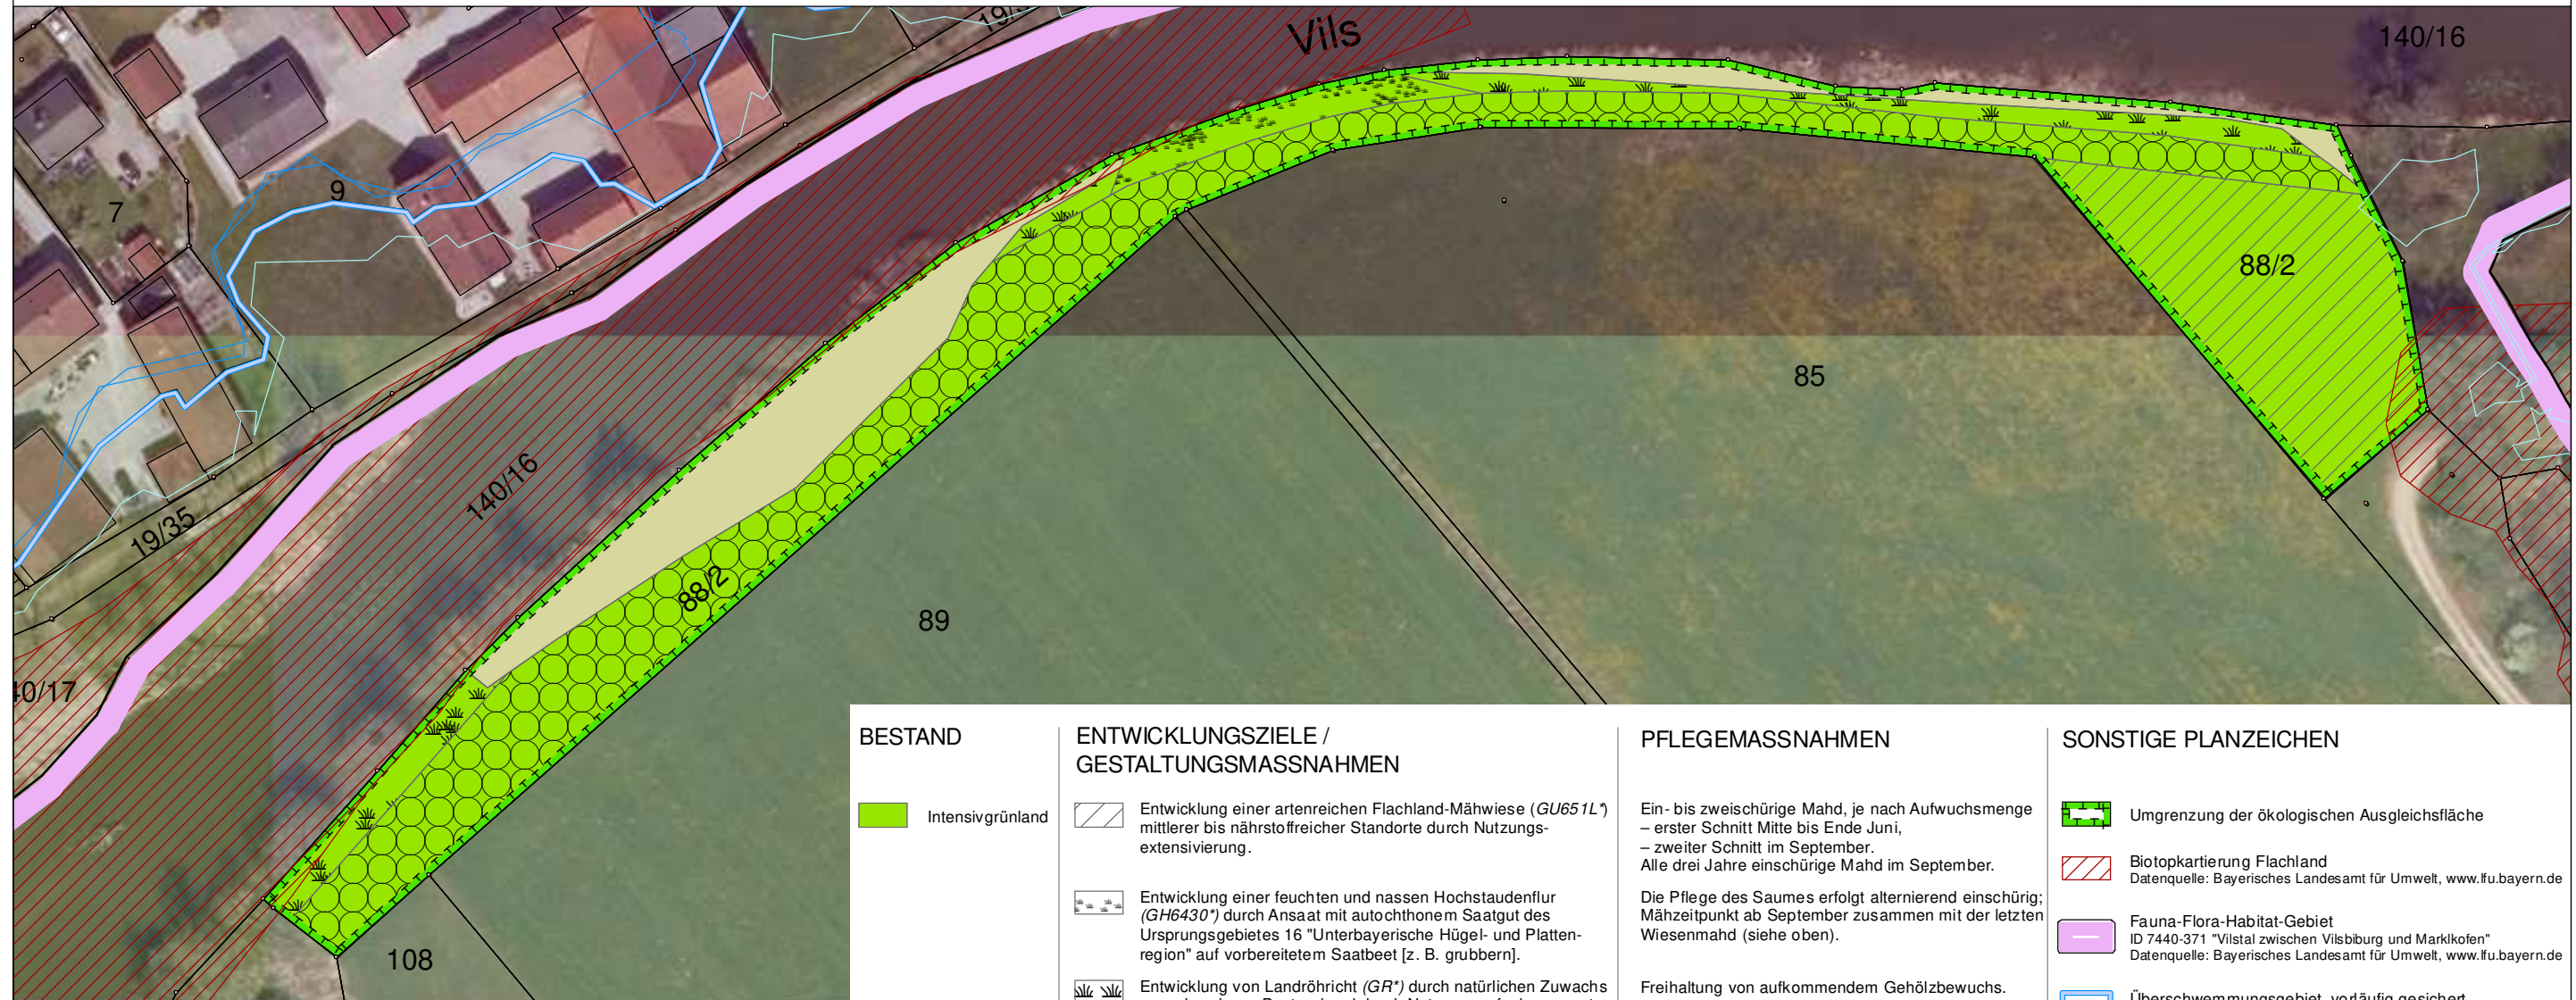 19/3
Vils
140/16
9
7
88/2
85
140/16
19/35
88/2
89
40/17
108
BESTAND
Intensivgrünland
ENTWICKLUNGSZIELE /
GESTALTUNGSMASSNAHMEN
Entwicklung einer artenreichen Flachland-Mähwiese (GU651L*)
mittlerer bis nährstoffreicher Standorte durch Nutzungs-
extensivierung.
Entwicklung einer feuchten und nassen Hochstaudenflur
(GH6430*) durch Ansaat mit autochthonem Saatgut des
Ursprungsgebietes 16 "Unterbayerische Hügel- und Platten-
region" auf vorbereitetem Saatbeet [z. B. grubbern].
Entwicklung von Landröhricht (GR*) durch natürlichen Zuwachs
PFLEGEMASSNAHMEN
Ein- bis zweischürige Mahd, je nach Aufwuchsmenge
– erster Schnitt Mitte bis Ende Juni,
– zweiter Schnitt im September.
Alle drei Jahre einschürige Mahd im September.
Die Pflege des Saumes erfolgt alternierend einschürig;
Mähzeitpunkt ab September zusammen mit der letzten
Wiesenmahd (siehe oben).
Freihaltung von aufkommendem Gehölzbewuchs.
SONSTIGE PLANZEICHEN
Umgrenzung der ökologischen Ausgleichsfläche
Biotopkartierung Flachland
Datenquelle: Bayerisches Landesamt für Umwelt, www.lfu.bayern.de
Fauna-Flora-Habitat-Gebiet
ID 7440-371 "Vilstal zwischen Vilsbiburg und Marklkofen"
Datenquelle: Bayerisches Landesamt für Umwelt, www.lfu.bayern.de
Überschwemmungsgebiet, vorläufig gesichert